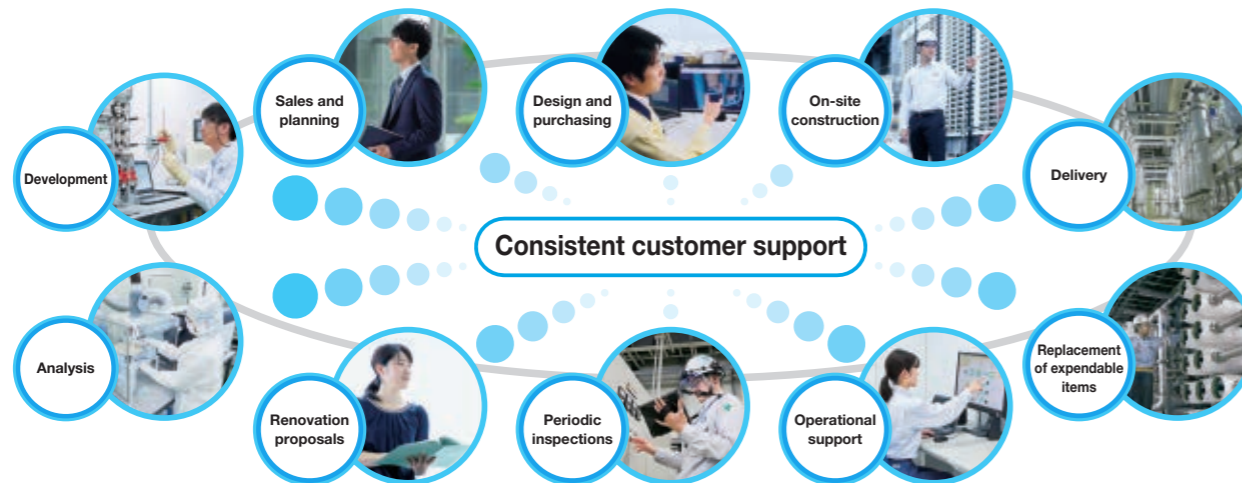 Sales and
planning
Design and
purchasing
On-site
construction
Development
Delivery
Consistent customer support
Analysis
Renovation
proposals
Periodic
inspections
Operational
support
Replacement
of expendable
items